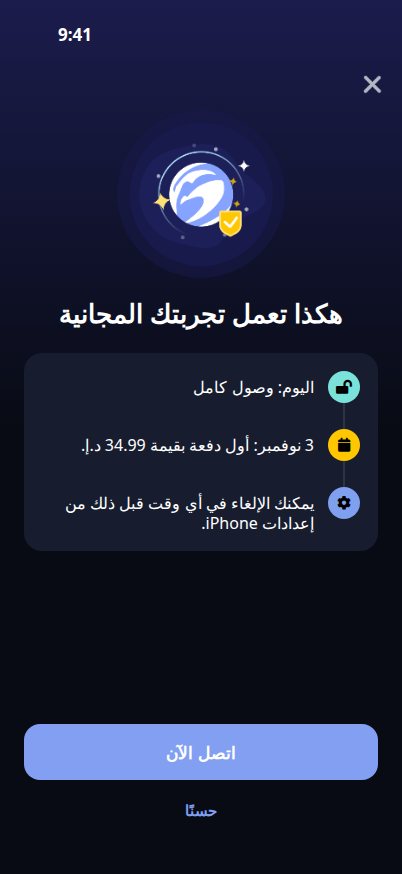 9:41
هكذا تعمل تجربتك المجانية
اليوم: وصول كامل
3 نوفمبر: أول دفعة بقيمة 34.99 د.إ.
يمكنك الإلغاء في أي وقت قبل ذلك من
إعدادات iPhone.
اتصل الآن
حسنًا